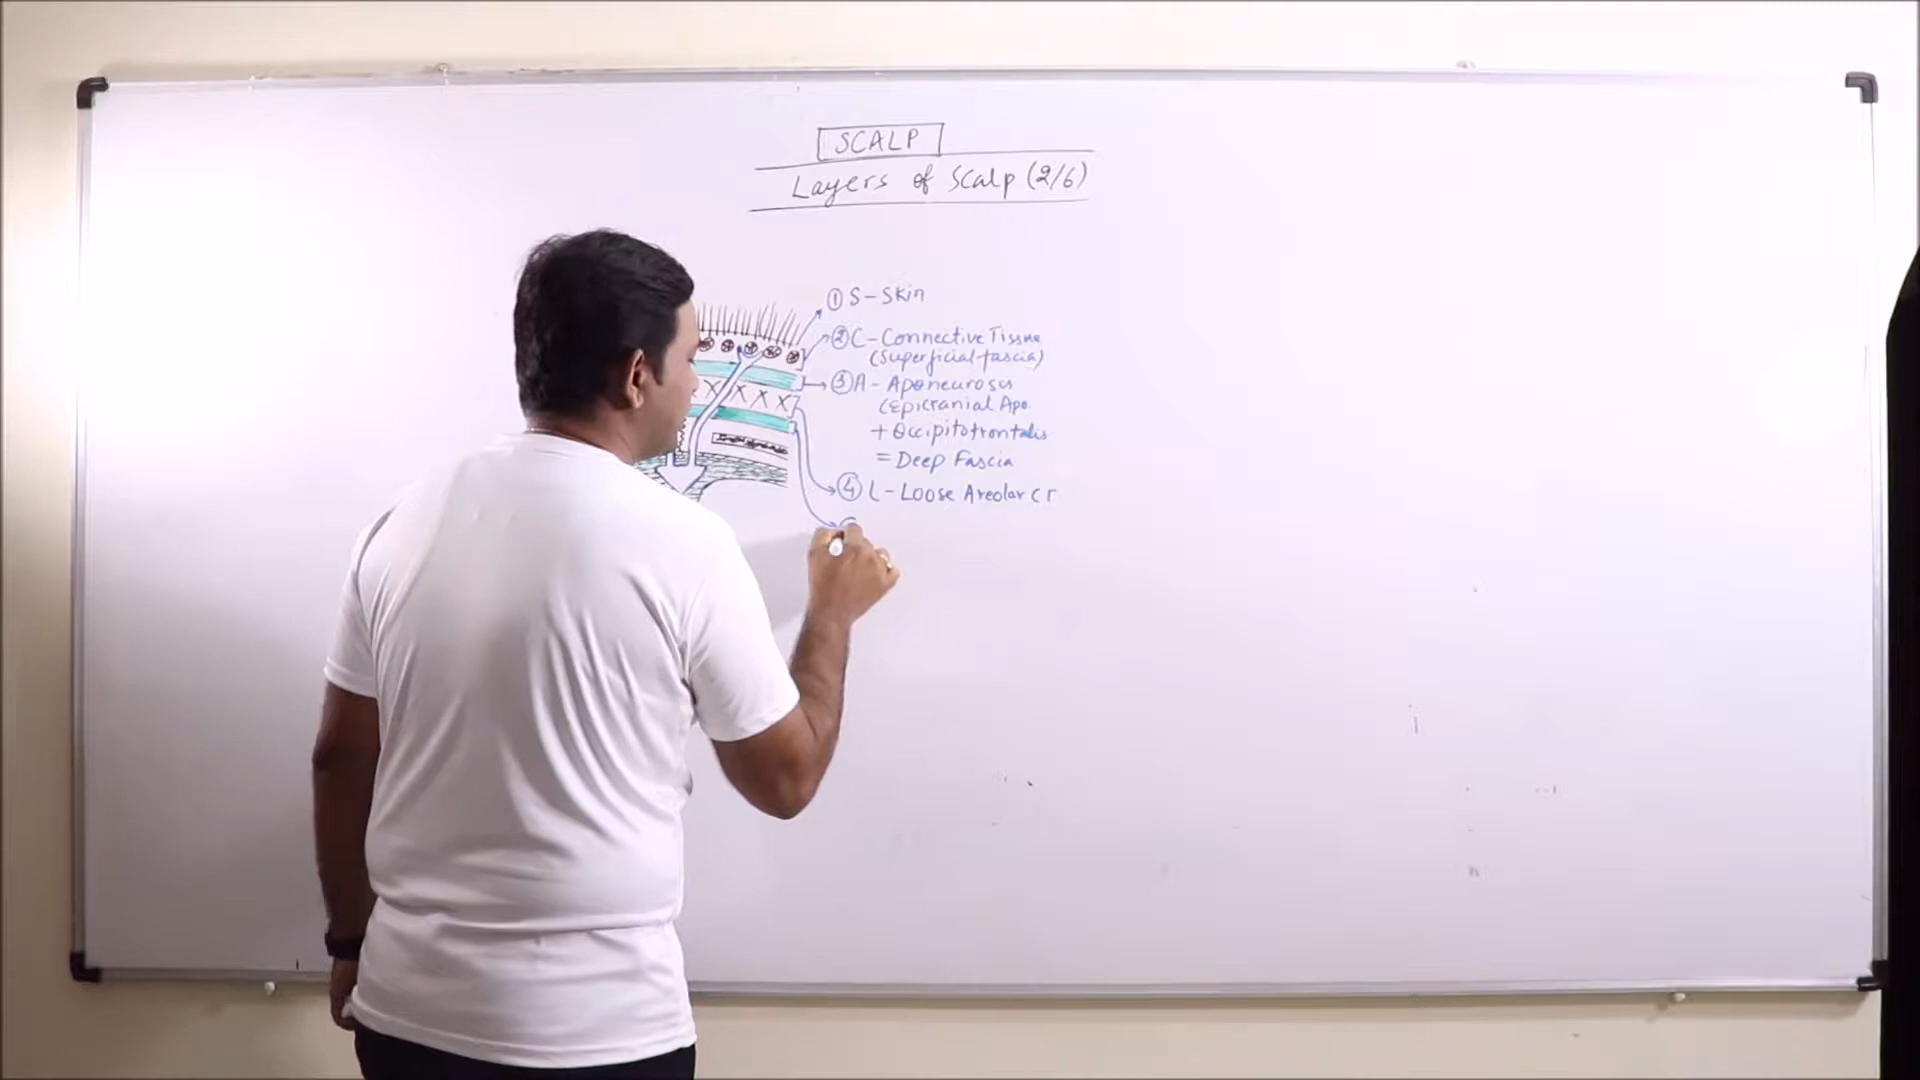 SCALP
Layers of Scalp (2/6)
① S - Skin
② C - Connective Tissue
(Superficial fascia)
③ A - Aponeurosis
(Epicranial Apo.
+ Occipitofrontalis
= Deep Fascia
④ L - Loose Areolar CT